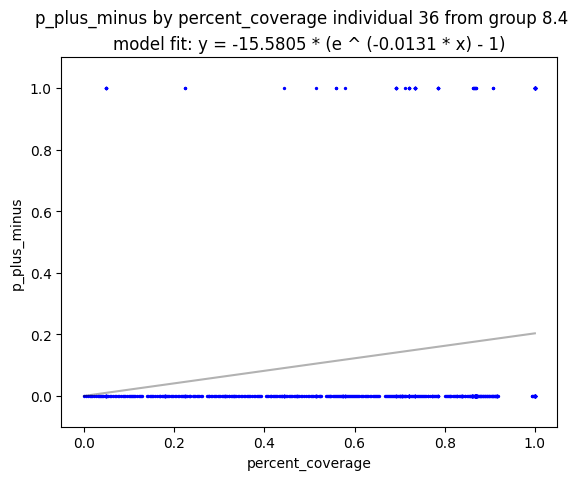 p_plus_minus by percent_coverage individual 36 from group 8.4
model fit: y = -15.5805 * (e ^ (-0.0131 * x) - 1)
1.0
0.8
0.6
0.4
0.2
0.0
p_plus_minus
0.0 0.2 0.4 0.6 0.8 1.0
percent_coverage